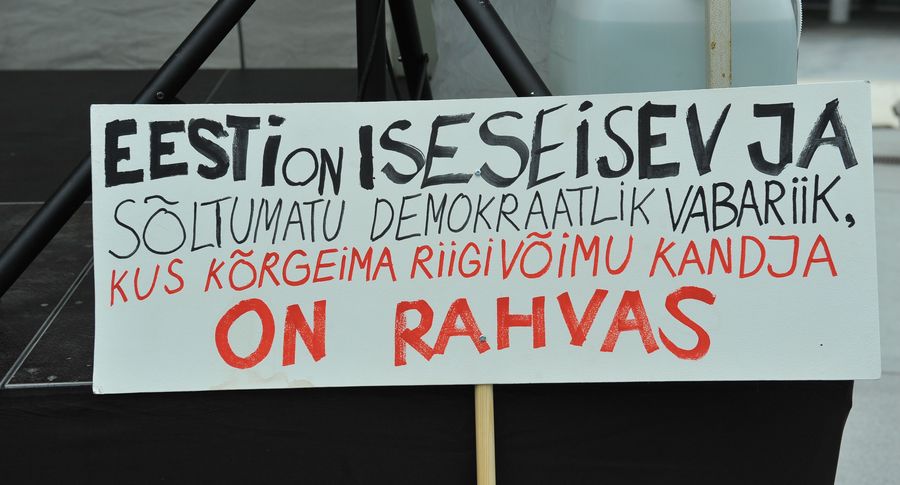 EESTi ON ISESEiSEV JA
SÕLTUMATU DEMOKRAATLIK VABARiiK,
KUS KÕRGEiMA RiiGiVÕIMU KANDJA
ON RAHVAS